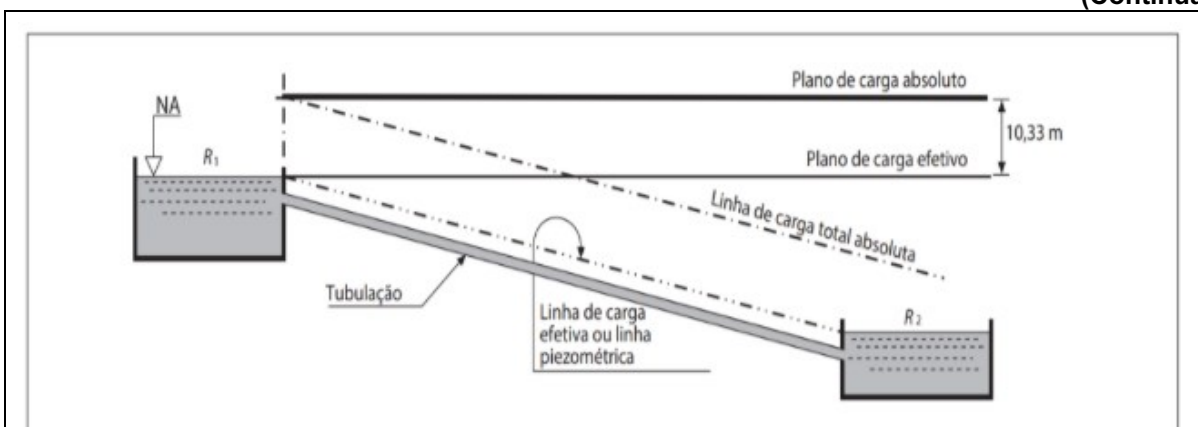 Plano de carga absoluto
NA
10,33 m
R1
Plano de carga efetivo
Linha de carga total absoluta
Tubulação
Linha de carga
efetiva ou linha
piezométrica
R2